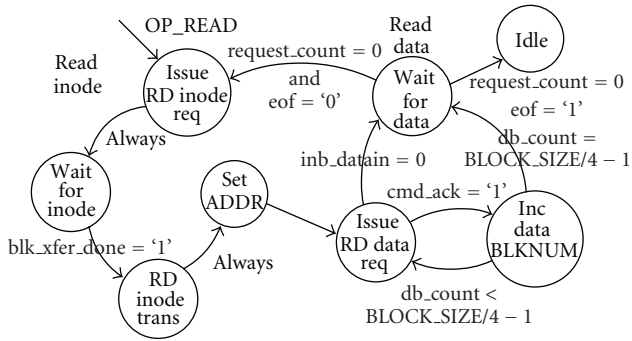 OP_READ
Read
inode
Issue
RD inode
req
Always
Wait
for
inode
blk_xfer_done = ‘1’
RD
inode
trans
Always
Set
ADDR
request_count = 0
and
eof = ‘0’
Read
data
Wait
for
data
Idle
request_count = 0
eof = ‘1’
db_count =
BLOCK_SIZE/4 − 1
inb_datain = 0
cmd_ack = ‘1’
Issue
RD data
req
Inc
data
BLKNUM
db_count <
BLOCK_SIZE/4 − 1